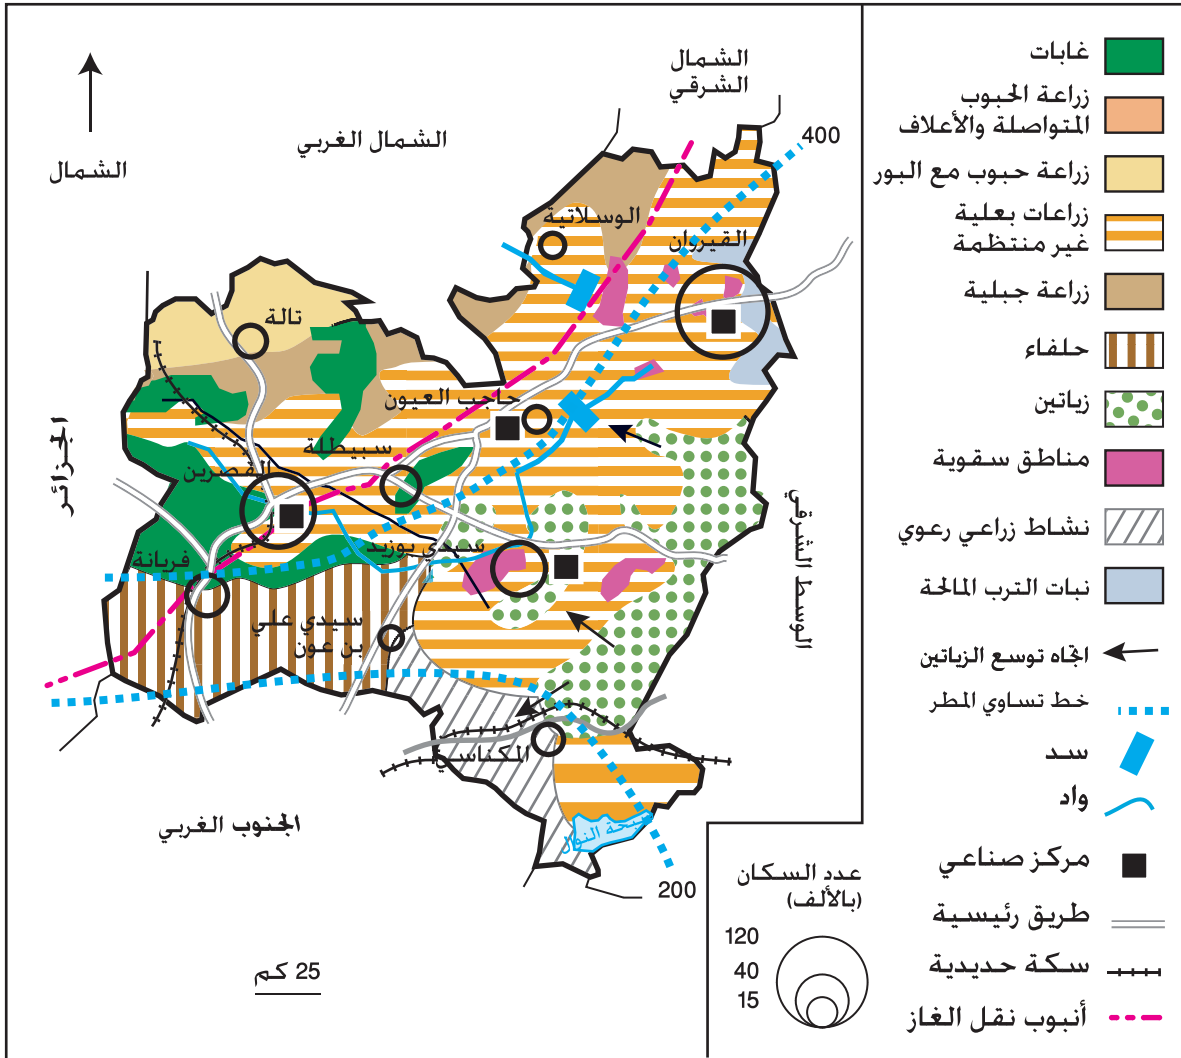 الشمال
الشرقي
الشمال الغربي
الشمال
400
الوسلاتية
القيروان
تالة
حاجب العيون
سبيطلة
القصرين
الجزائر
الوسط الشرقي
سيدي بوزيد
فريانة
سيدي علي
بن عون
المكناسي
سبخة النوال
الجنوب الغربي
200
25 كم
غابات
زراعة الحبوب
المتواصلة والأعلاف
زراعة حبوب مع البور
زراعات بعلية
غير منتظمة
زراعة جبلية
حلفاء
زياتين
مناطق سقوية
نشاط زراعي رعوي
نبات الترب المالحة
اتجاه توسع الزياتين
خط تساوي المطر
سد
واد
مركز صناعي
طريق رئيسية
سكة حديدية
أنبوب نقل الغاز
عدد السكان
(بالألف)
120
40
15